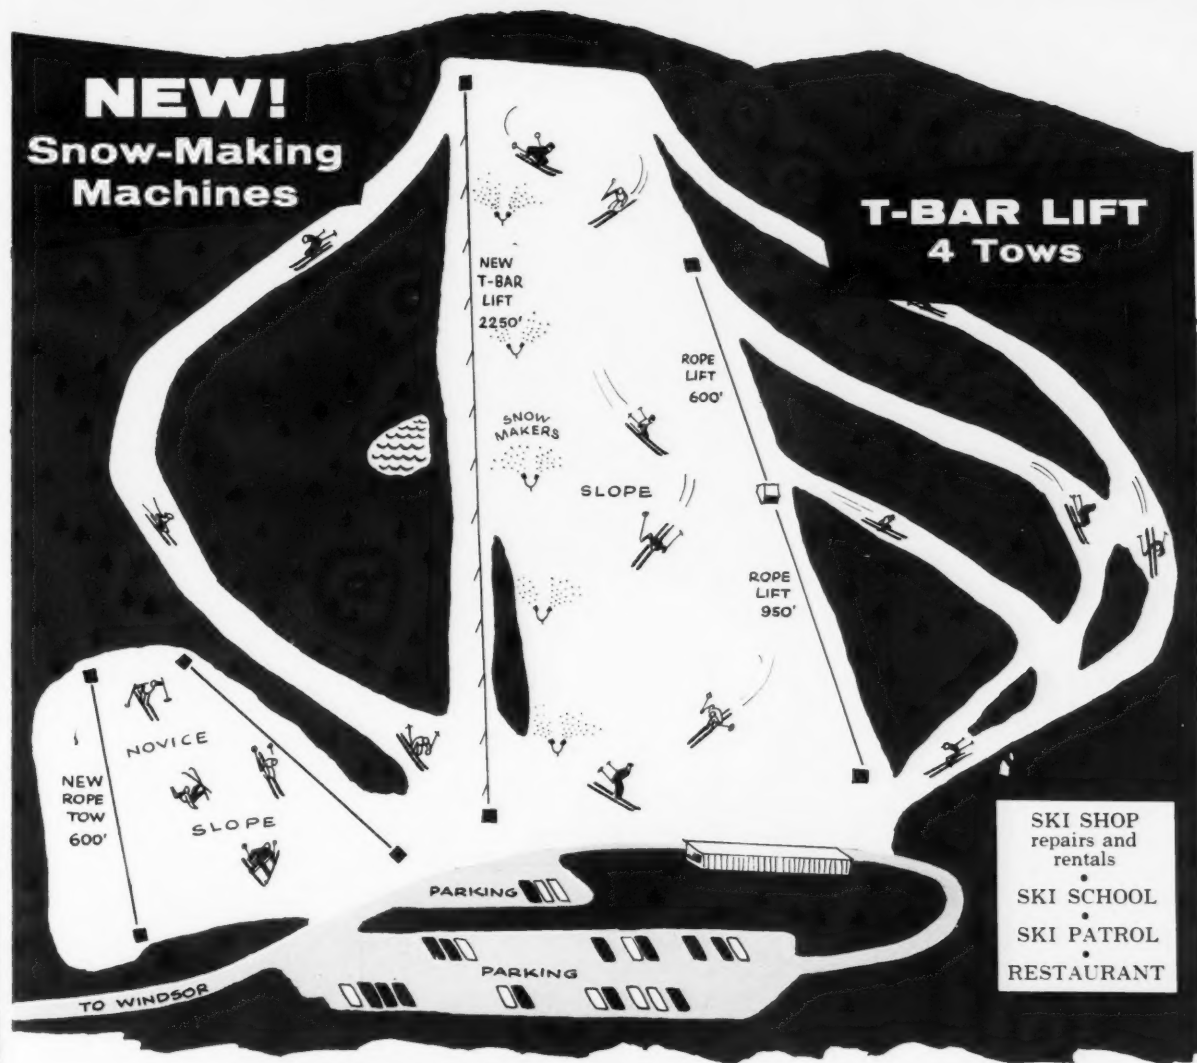 NEW!
Snow-Making
Machines
T-BAR LIFT
4 Tows
NEW
T-BAR
LIFT
2250'
ROPE
LIFT
600'
SNOW
MAKERS
SLOPE
ROPE
LIFT
950'
NOVICE
SLOPE
NEW
ROPE
TOW
600'
PARKING
PARKING
TO WINDSOR
SKI SHOP
repairs and
rentals
•
SKI SCHOOL
•
SKI PATROL
•
RESTAURANT